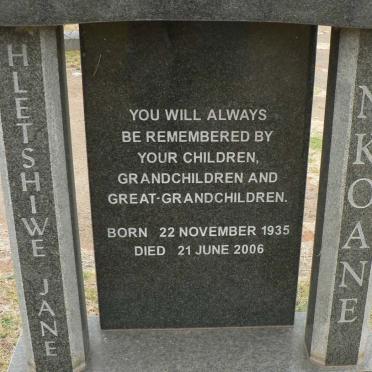 HLETSHIWE JANE
YOU WILL ALWAYS
BE REMEMBERED BY
YOUR CHILDREN,
GRANDCHILDREN AND
GREAT-GRANDCHILDREN.
BORN 22 NOVEMBER 1935
DIED 21 JUNE 2006
NKOANE